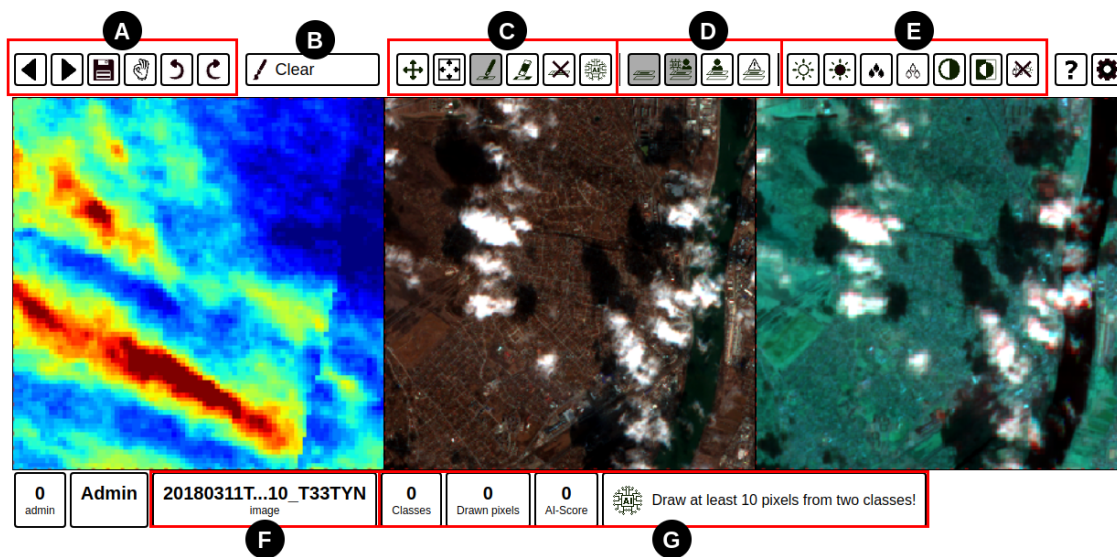 A
B
C
D
E
Clear
?
0
admin
Admin
20180311T...10_T33TYN
image
0
Classes
0
Drawn pixels
0
AI-Score
AI
Draw at least 10 pixels from two classes!
F
G